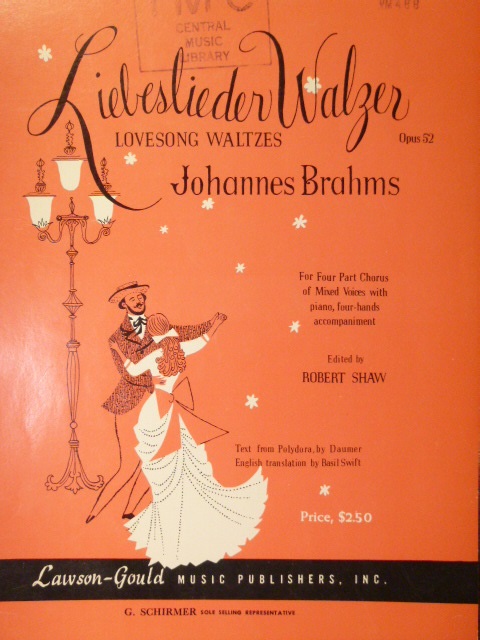 CENTRAL
MUSIC
LIBRARY
Liebeslieder Walzer
LOVESONG WALTZES
Opus 52
Johannes Brahms
For Four Part Chorus
of Mixed Voices with
piano, four-hands
accompaniment
Edited by
ROBERT SHAW
Text from Polydora, by Daumer
English translation by Basil Swift
Price, $2.50
Lawson-Gould MUSIC PUBLISHERS, INC.
G. SCHIRMER SOLE SELLING REPRESENTATIVE